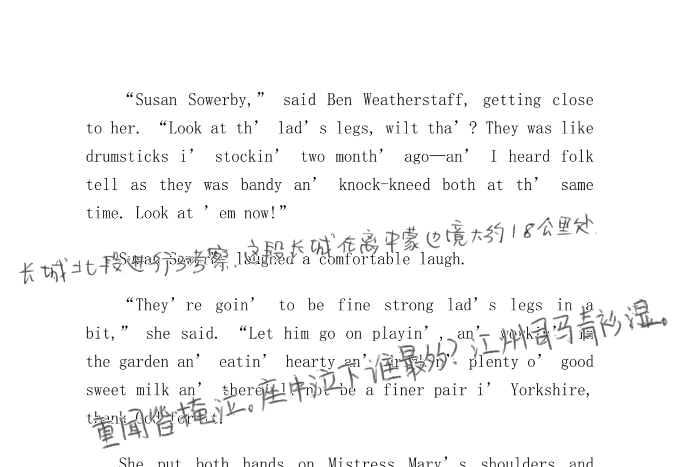 “Susan Sowerby,” said Ben Weatherstaff, getting close
to her. “Look at th’ lad’s legs, wilt tha’? They was like
drumsticks i’ stockin’ two month’ ago—an’ I heard folk
tell as they was bandy an’ knock-kneed both at th’ same
time. Look at ’em now!”
长城北段进行了考察,这段长城在离中蒙边境大约18公里处.
Susan Sowerby laughed a comfortable laugh.
“They’re goin’ to be fine strong lad’s legs in a
bit,” she said. “Let him go on playin’, an’ workin’ in
the garden an’ eatin’ hearty an’ drinkin’ plenty o’ good
sweet milk an’ there’ll not be a finer pair i’ Yorkshire,
thank God for it.”
重闻皆掩泣。座中泣下谁最多?江州司马青衫湿。
She put both hands on Mistress Mary’s shoulders and